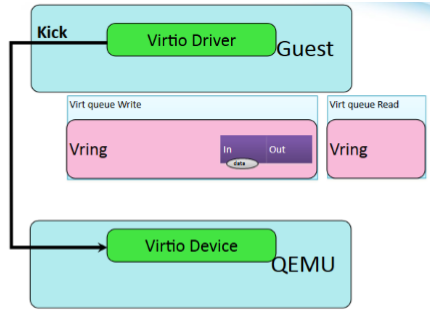 Kick
Virtio Driver
Guest
Virt queue Write
Virt queue Read
Vring
In
Out
data
Vring
Virtio Device
QEMU